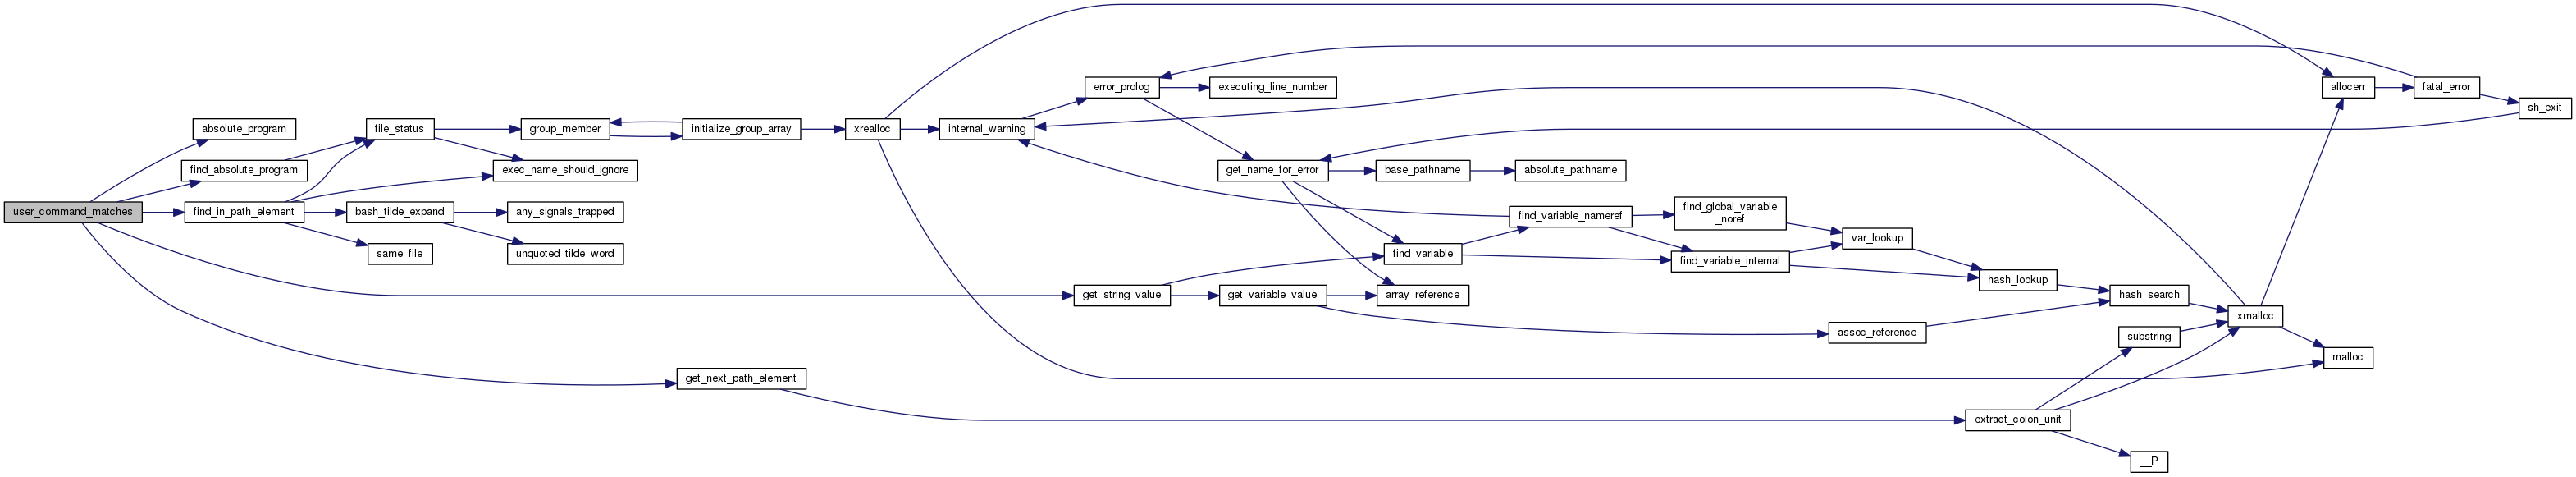 user_command_matches
absolute_program
find_absolute_program
find_in_path_element
file_status
bash_tilde_expand
same_file
group_member
exec_name_should_ignore
any_signals_trapped
unquoted_tilde_word
initialize_group_array
get_next_path_element
xrealloc
internal_warning
error_prolog
get_string_value
executing_line_number
get_name_for_error
get_variable_value
base_pathname
find_variable
array_reference
absolute_pathname
find_variable_nameref
find_global_variable
_noref
find_variable_internal
var_lookup
assoc_reference
hash_lookup
extract_colon_unit
hash_search
substring
__P
xmalloc
allocerr
malloc
fatal_error
sh_exit